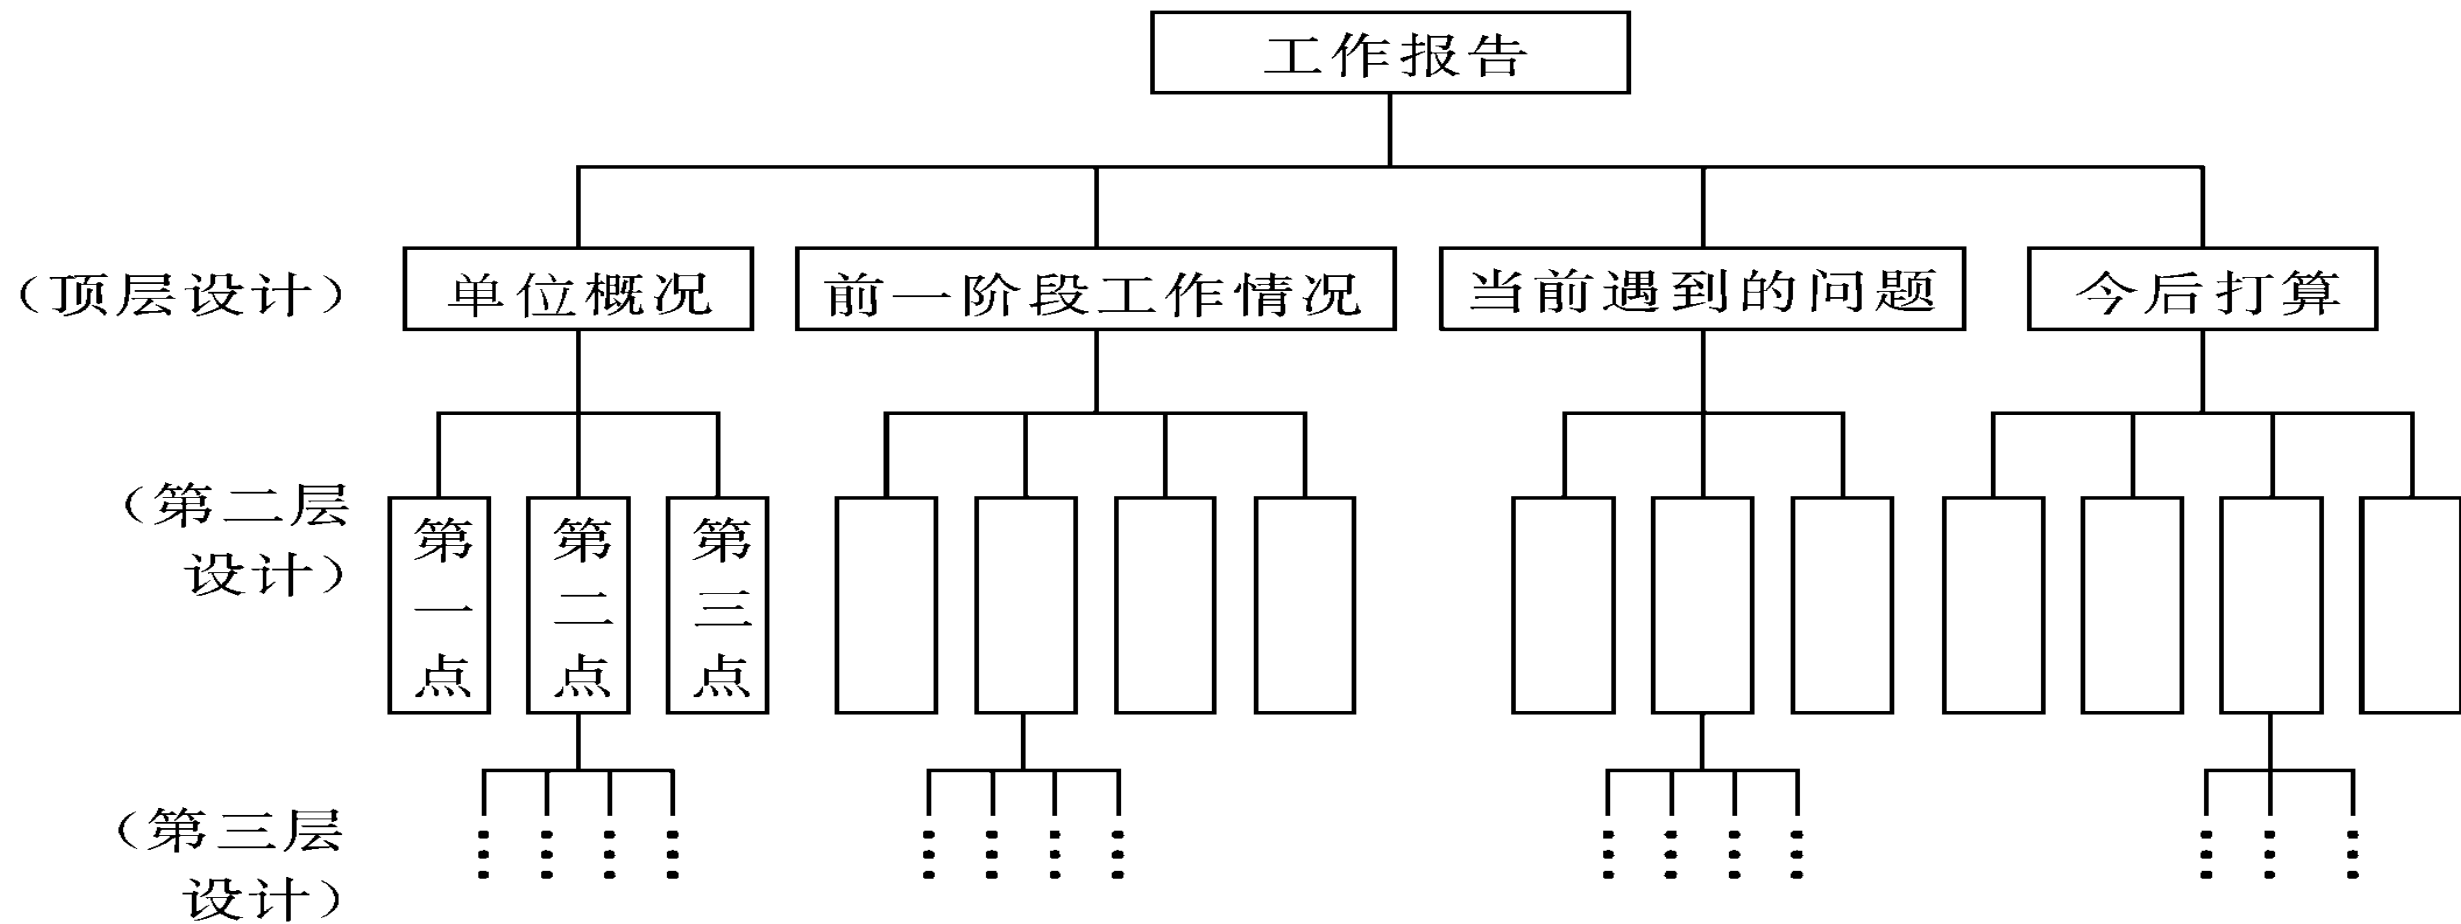 工作报告
（顶层设计）
单位概况
前一阶段工作情况
当前遇到的问题
今后打算
（第二层
设计）
第一点
第二点
第三点
（第三层
设计）